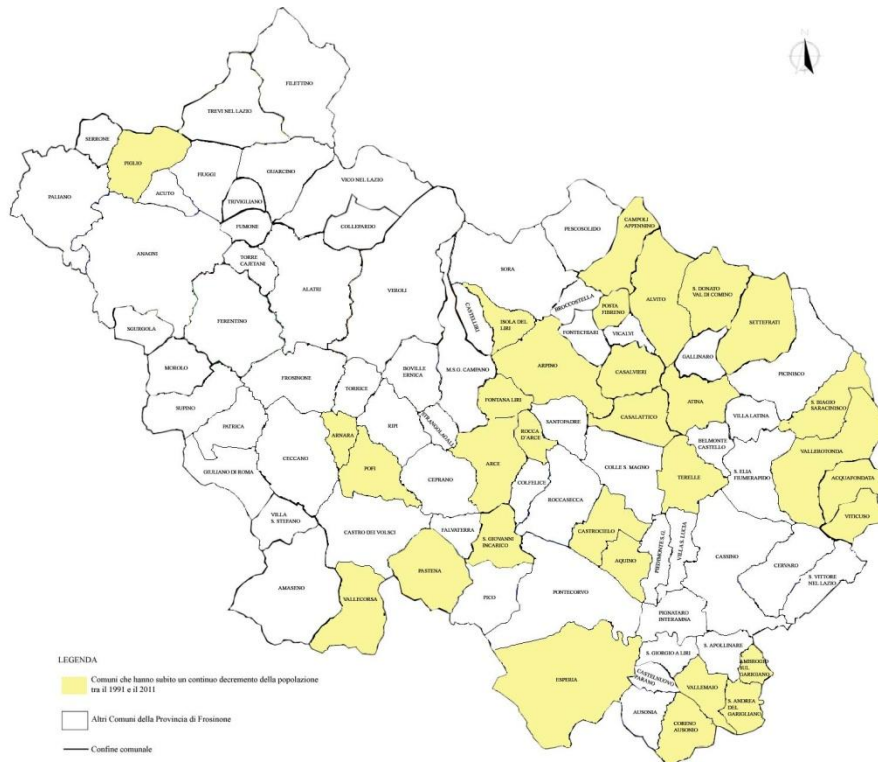 FILETTINO
TREVI NEL LAZIO
SERRONE
PIGLIO
FIUGGI
GUARCINO
VICO NEL LAZIO
PALIANO
ACUTO
TRIVIGLIANO
FUMONE
COLLEPARDO
CAMPOLI
APPENNINO
PESCOSOLIDO
ANAGNI
TORRE
CAJETANI
ALATRI
VEROLI
SORA
S. DONATO
VAL DI COMINO
BROCCOSTELLA
POSTA
FIBRENO
ALVITO
SETTEFRATI
FERENTINO
CASTELLIRI
ISOLA DEL
LIRI
FONTECHIARI
VICALVI
SGURGOLA
GALLINARO
MOROLO
ARPINO
CASALVIERI
PICINISCO
FROSINONE
TORRICE
BOVILLE
ERNICA
M.S.G. CAMPANO
SUPINO
FONTANA LIRI
CASALATTICO
ATINA
VILLA LATINA
S. BIAGIO
SARACINISCO
PATRICA
ARNARA
RIPI
STRANGOLAGALLI
ROCCA
D'ARCE
SANTOPADRE
BELMONTE
CASTELLO
VALLEROTONDA
GIULIANO DI ROMA
CECCANO
POFI
CEPRANO
ARCE
COLFELICE
ROCCASECCA
COLLE S. MAGNO
TERELLE
S. ELIA
FIUMERAPIDO
ACQUAFONDATA
VITICUSO
VILLA
S. STEFANO
CASTRO DEI VOLSCI
FALVATERRA
S. GIOVANNI
INCARICO
CASTROCIELO
AQUINO
PIEDIMONTE S.G.
VILLA S. LUCIA
CASSINO
CERVARO
S. VITTORE
NEL LAZIO
AMASENO
VALLECORSA
PASTENA
PICO
PONTECORVO
PIGNATARO
INTERAMNA
S. GIORGIO A LIRI
S. APOLLINARE
ESPERIA
CASTELNUOVO
PARANO
VALLEMAIO
AMBROGIO
SUL
GARIGIANO
AUSONIA
CORENO
AUSONIO
S. ANDREA
DEL
GARIGLIANO
LEGENDA
Comuni che hanno subito un continuo decremento della popolazione
tra il 1991 e il 2011
Altri Comuni della Provincia di Frosinone
Confine comunale